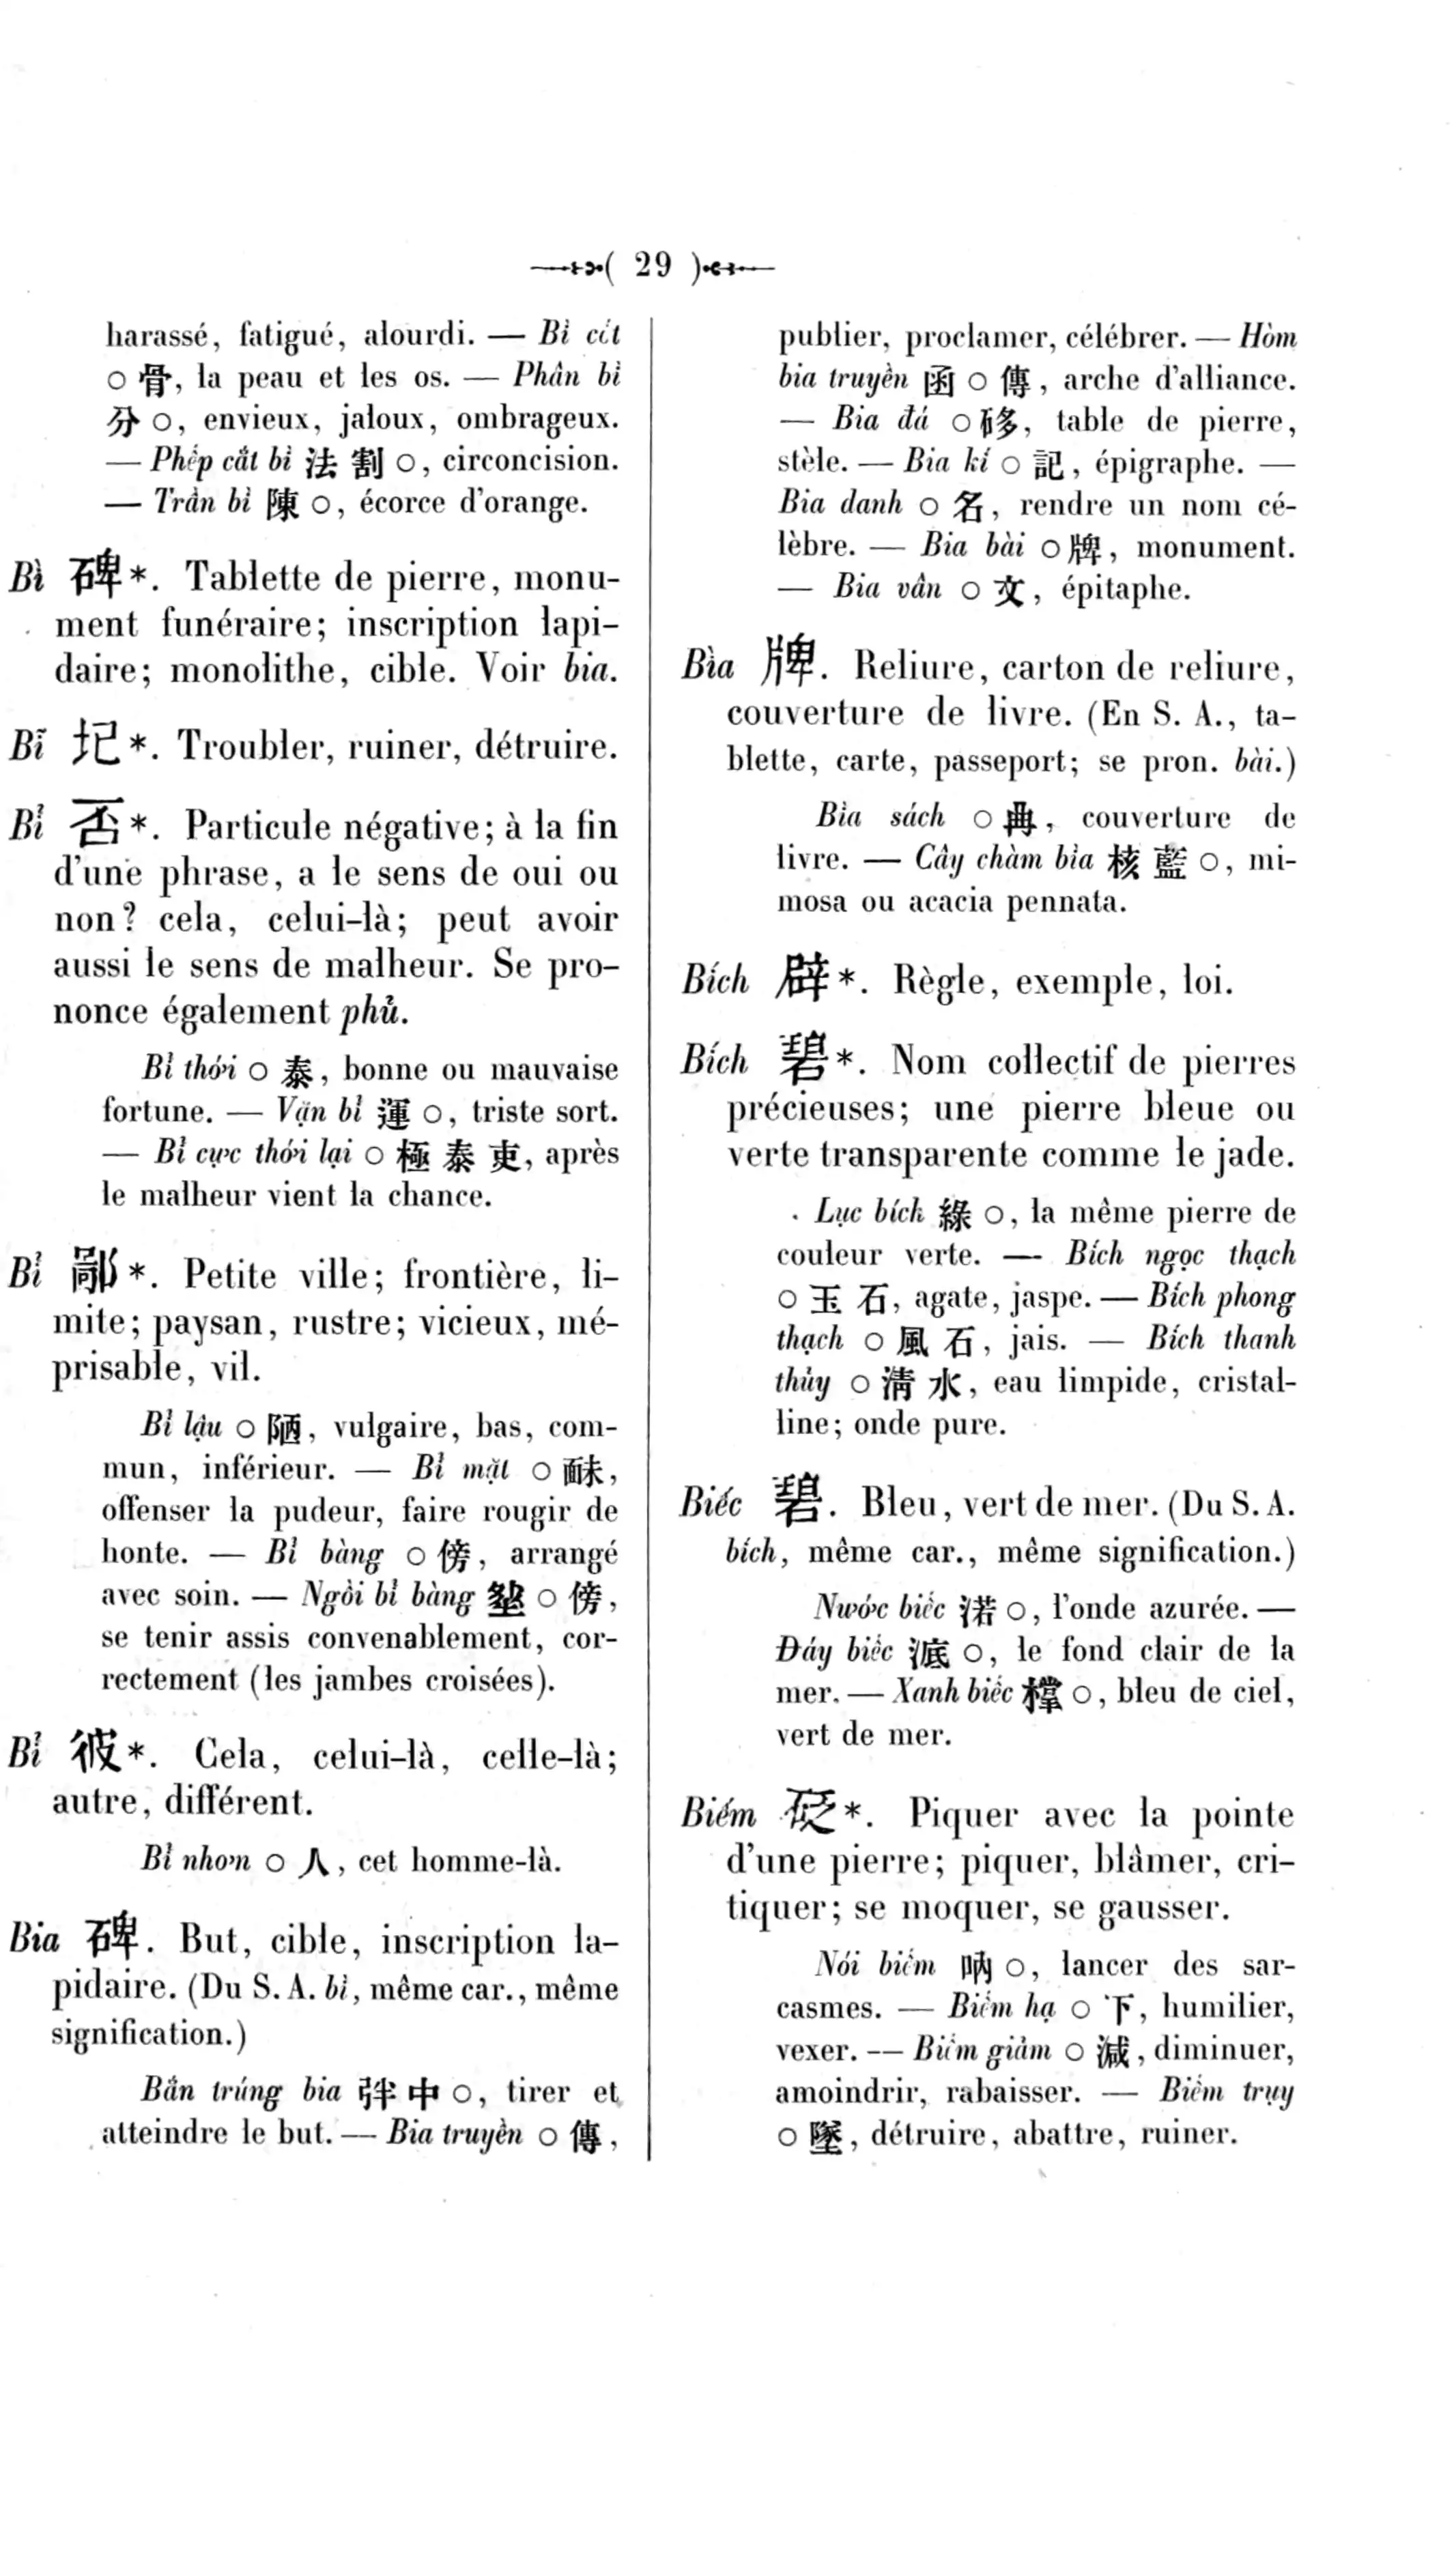 ( 29 )
harassé, fatigué, alourdi. — Bì cốt
○ 骨, la peau et les os. — Phân bì
分 ○, envieux, jaloux, ombrageux.
— Phép cắt bì 法 割 ○, circoncision.
— Trần bì 陳 ○, écorce d'orange.
Bì 碑*. Tablette de pierre, monu-
ment funéraire; inscription lapi-
daire; monolithe, cible. Voir bia.
Bĩ 圮*. Troubler, ruiner, détruire.
Bỉ 否*. Particule négative; à la fin
d'une phrase, a le sens de oui ou
non? cela, celui-là; peut avoir
aussi le sens de malheur. Se pro-
nonce également phủ.
Bỉ thới ○ 泰, bonne ou mauvaise
fortune. — Vận bỉ 運 ○, triste sort.
— Bỉ cực thới lại ○ 極 泰 吏, après
le malheur vient la chance.
Bỉ 鄙*. Petite ville; frontière, li-
mite; paysan, rustre; vicieux, mé-
prisable, vil.
Bỉ lậu ○ 陋, vulgaire, bas, com-
mun, inférieur. — Bỉ mặt ○ 𩈘,
offenser la pudeur, faire rougir de
honte. — Bỉ bàng ○ 傍, arrangé
avec soin. — Ngồi bỉ bàng ○ 傍,
se tenir assis convenablement, cor-
rectement (les jambes croisées).
Bỉ 彼*. Cela, celui-là, celle-là;
autre, différent.
Bỉ nhơn ○ 人, cet homme-là.
Bia 碑. But, cible, inscription la-
pidaire. (Du S. A. bi, même car., même
signification.)
Bắn trúng bia 弹 中 ○, tirer et
atteindre le but. — Bia truyền ○ 傳,
publier, proclamer, célébrer. — Hòm
bia truyền 函 ○ 傳, arche d'alliance.
— Bia đá ○ 𥒥, table de pierre,
stèle. — Bia kí ○ 記, épigraphe. —
Bia danh ○ 名, rendre un nom cé-
lèbre. — Bia bài ○ 牌, monument.
— Bia vân ○ 文, épitaphe.
Bìa 牌. Reliure, carton de reliure,
couverture de livre. (En S. A., ta-
blette, carte, passeport; se pron. bài.)
Bìa sách ○ 冊, couverture de
livre. — Cây chàm bìa 核 藍 ○, mi-
mosa ou acacia pennata.
Bích 辟*. Règle, exemple, loi.
Bích 碧*. Nom collectif de pierres
précieuses; une pierre bleue ou
verte transparente comme le jade.
Lục bích 綠 ○, la même pierre de
couleur verte. — Bích ngọc thạch
○ 玉 石, agate, jaspe. — Bích phong
thạch ○ 風 石, jais. — Bích thanh
thủy ○ 清 水, eau limpide, cristal-
line; onde pure.
Biếc 碧. Bleu, vert de mer. (Du S. A.
bích, même car., même signification.)
Nước biếc 渃 ○, l'onde azurée. —
Đáy biếc ○, le fond clair de la
mer. — Xanh biếc 樘 ○, bleu de ciel,
vert de mer.
Biếm 砭*. Piquer avec la pointe
d'une pierre; piquer, blâmer, cri-
tiquer; se moquer, se gausser.
Nói biếm 吶 ○, lancer des sar-
casmes. — Biếm hạ ○ 下, humilier,
vexer. — Biếm giảm ○ 減, diminuer,
amoindrir, rabaisser. — Biếm trụy
○ 墜, détruire, abattre, ruiner.